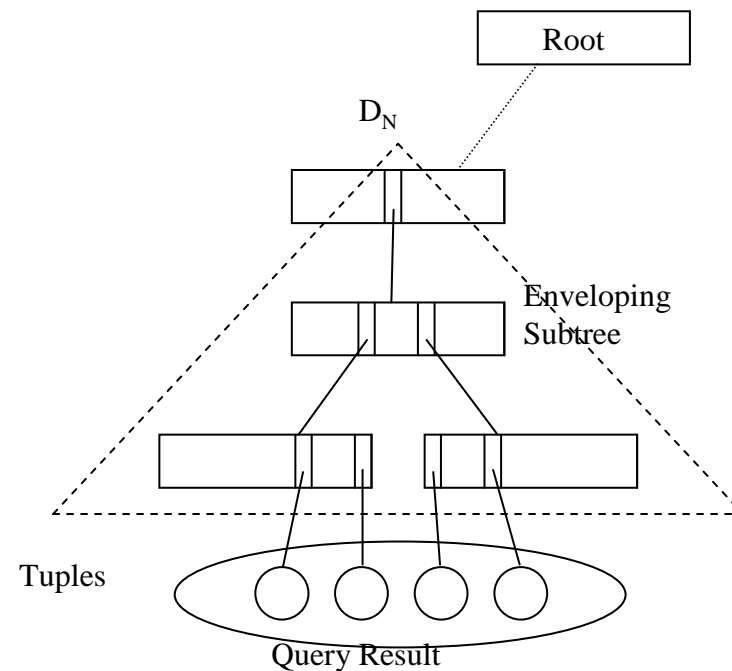 Root
D_N
Enveloping
Subtree
Tuples
Query Result